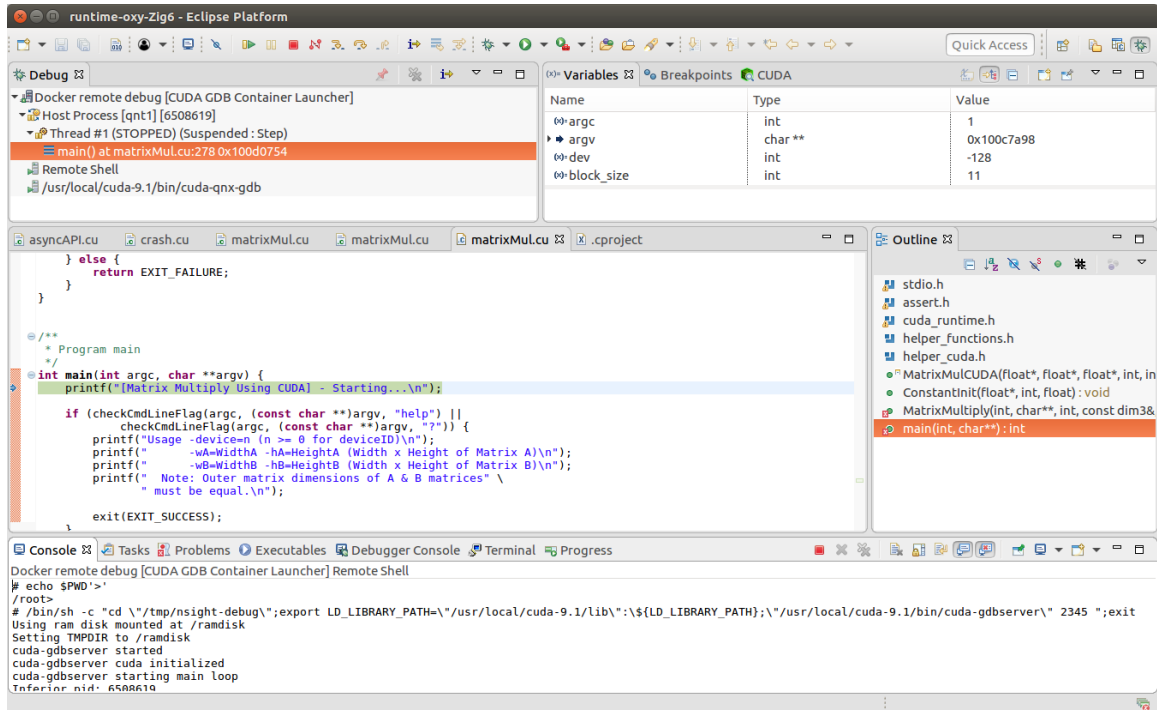 runtime-oxy-Zig6 - Eclipse Platform
Quick Access
Debug
Docker remote debug [CUDA GDB Container Launcher]
Host Process [qnt1] [6508619]
Thread #1 (STOPPED) (Suspended : Step)
main() at matrixMul.cu:278 0x100d0754
Remote Shell
/usr/local/cuda-9.1/bin/cuda-qnx-gdb
(x)= Variables Breakpoints CUDA
Name Type Value
(x)= argc int 1
argv char ** 0x100c7a98
(x)= dev int -128
(x)= block_size int 11
asyncAPI.cu crash.cu matrixMul.cu matrixMul.cu matrixMul.cu .cproject
} else {
return EXIT_FAILURE;
}
}
/**
* Program main
*/
int main(int argc, char **argv) {
printf("[Matrix Multiply Using CUDA] - Starting...\n");
if (checkCmdLineFlag(argc, (const char **)argv, "help") ||
checkCmdLineFlag(argc, (const char **)argv, "?")) {
printf("Usage -device=n (n >= 0 for deviceID)\n");
printf("      -wA=WidthA -hA=HeightA (Width x Height of Matrix A)\n");
printf("      -wB=WidthB -hB=HeightB (Width x Height of Matrix B)\n");
printf("  Note: Outer matrix dimensions of A & B matrices" \
" must be equal.\n");
exit(EXIT_SUCCESS);
}
Outline
stdio.h
assert.h
cuda_runtime.h
helper_functions.h
helper_cuda.h
MatrixMulCUDA(float*, float*, float*, int, in
ConstantInit(float*, int, float) : void
MatrixMultiply(int, char**, int, const dim3&
main(int, char**) : int
Console Tasks Problems Executables Debugger Console Terminal Progress
Docker remote debug [CUDA GDB Container Launcher] Remote Shell
# echo $PWD'>'
/root>
# /bin/sh -c "cd \"/tmp/nsight-debug\";export LD_LIBRARY_PATH=\"/usr/local/cuda-9.1/lib\":\${LD_LIBRARY_PATH};\"/usr/local/cuda-9.1/bin/cuda-gdbserver\" 2345 ";exit
Using ram disk mounted at /ramdisk
Setting TMPDIR to /ramdisk
cuda-gdbserver started
cuda-gdbserver cuda initialized
cuda-gdbserver starting main loop
Inferior pid: 6508619